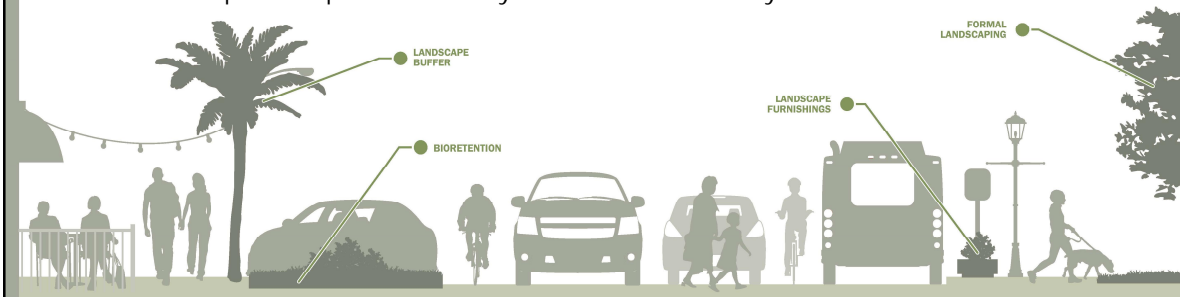 LANDSCAPE
BUFFER
FORMAL
LANDSCAPING
LANDSCAPE
FURNISHINGS
BIORETENTION